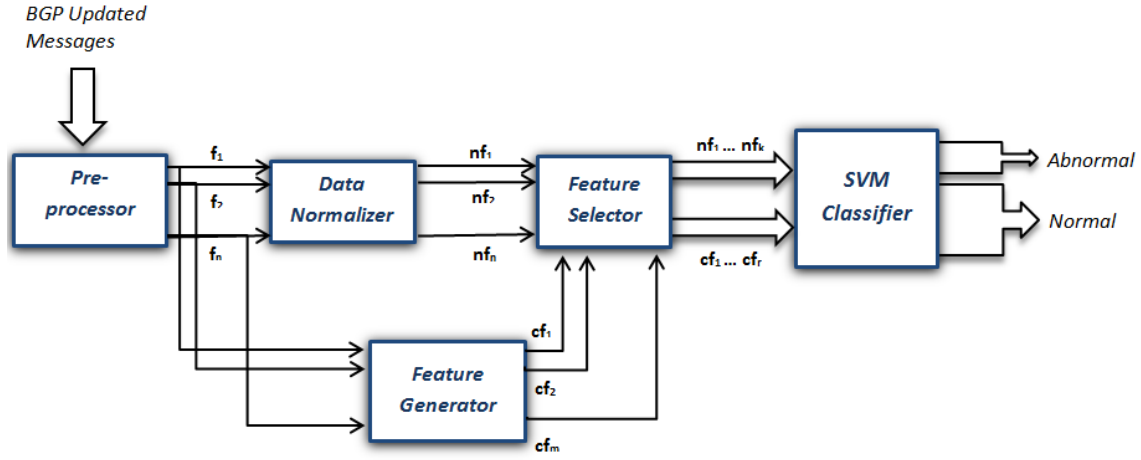 BGP Updated
Messages
Pre-
processor
f₁
f₂
fₙ
Data
Normalizer
nf₁
nf₂
nfₙ
Feature
Selector
nf₁ ... nfₖ
cf₁ ... cfᵣ
SVM
Classifier
Abnormal
Normal
Feature
Generator
cf₁
cf₂
cfₘ